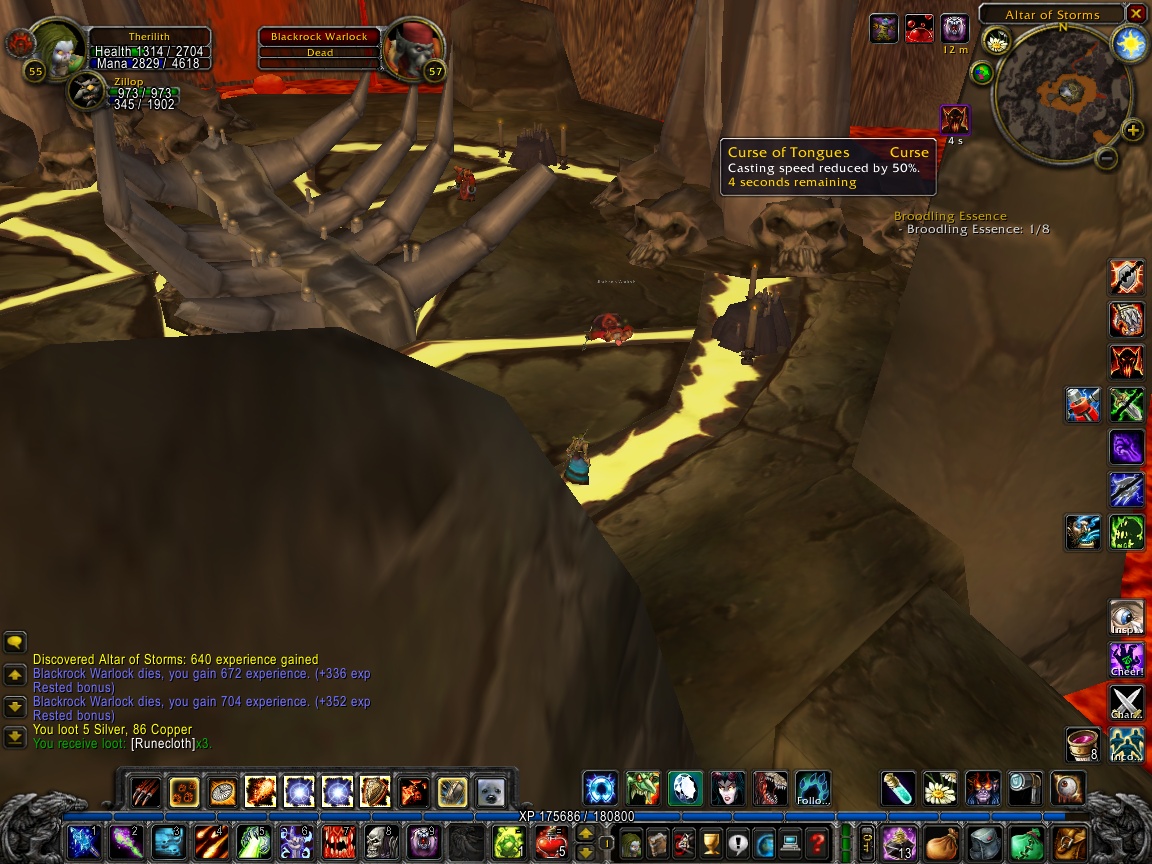 Therilith
Health 1314 / 2704
Mana 2829 / 4618
55
Zillop
973 / 973
345 / 1902
Blackrock Warlock
Dead
57
12 m
Altar of Storms
N
4 s
Curse of Tongues Curse
Casting speed reduced by 50%.
4 seconds remaining
Broodling Essence
- Broodling Essence: 1/8
Discovered Altar of Storms: 640 experience gained
Blackrock Warlock dies, you gain 672 experience. (+336 exp
Rested bonus)
Blackrock Warlock dies, you gain 704 experience. (+352 exp
Rested bonus)
You loot 5 Silver, 86 Copper
You receive loot: [Runecloth]x3.
Insp..
Cheer!
Char..
8
Follo...
XP 175686 / 180800
1
2
3
4
5
6
7
8
9
5
1
13